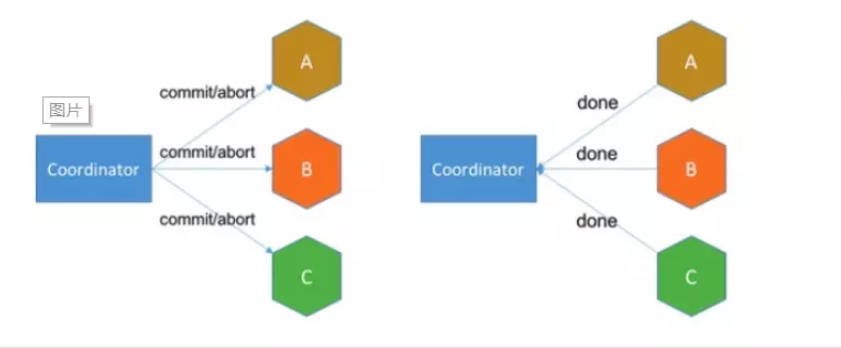 A
commit/abort
图片
Coordinator
commit/abort
B
commit/abort
C
A
done
Coordinator
done
B
done
C